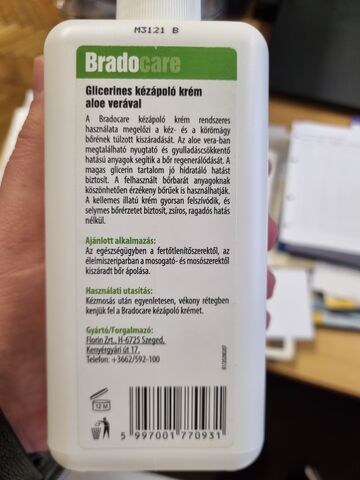 M3121 B
Bradocare
Glicerines kézápoló krém
aloe verával
A Bradocare kézápoló krém rendszeres
használata megelőzi a kéz- és a körömágy
bőrének túlzott kiszáradását. Az aloe vera-ban
megtalálható nyugtató és gyulladáscsökkentő
hatású anyagok segítik a bőr regenerálódását. A
magas glicerin tartalom jó hidratáló hatást
biztosít. A felhasznált bőrbarát anyagoknak
köszönhetően érzékeny bőrűek is használhatják.
A kellemes illatú krém gyorsan felszívódik, és
selymes bőrérzetet biztosít, zsíros, ragadós hatás
nélkül.
Ajánlott alkalmazás:
Az egészségügyben a fertőtlenítőszerektől, az
élelmiszeriparban a mosogató- és mosószerektől
kiszáradt bőr ápolása.
Használati utasítás:
Kézmosás után egyenletesen, vékony rétegben
kenjük fel a Bradocare kézápoló krémet.
Gyártó/Forgalmazó:
Florin Zrt., H-6725 Szeged,
Kenyérgyári út 17.
Telefon: +3662/592-100
12 M
5 997001 770931